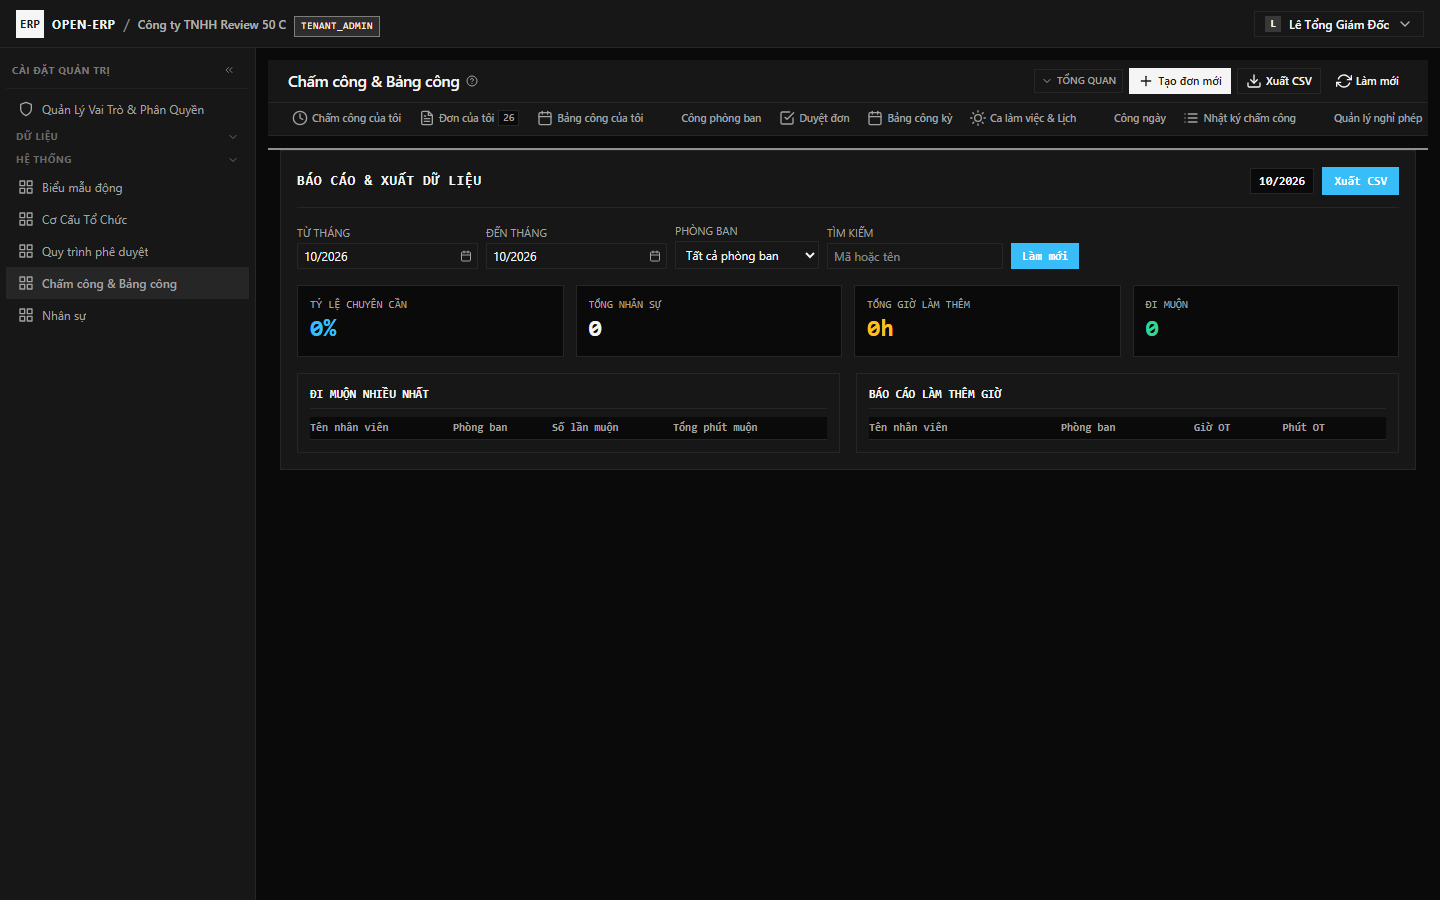 ERP OPEN-ERP / Công ty TNHH Review 50 C TENANT_ADMIN L Lê Tổng Giám Đốc
CÀI ĐẶT QUẢN TRỊ
Quản Lý Vai Trò & Phân Quyền
DỮ LIỆU
HỆ THỐNG
Biểu mẫu động
Cơ Cấu Tổ Chức
Quy trình phê duyệt
Chấm công & Bảng công
Nhân sự
Chấm công & Bảng công TỔNG QUAN Tạo đơn mới Xuất CSV Làm mới
Chấm công của tôi Đơn của tôi 26 Bảng công của tôi Công phòng ban Duyệt đơn Bảng công kỳ Ca làm việc & Lịch Công ngày Nhật ký chấm công Quản lý nghỉ phép
BÁO CÁO & XUẤT DỮ LIỆU 10/2026 Xuất CSV
TỪ THÁNG ĐẾN THÁNG PHÒNG BAN TÌM KIẾM
10/2026 10/2026 Tất cả phòng ban Mã hoặc tên Làm mới
TỶ LỆ CHUYÊN CẦN TỔNG NHÂN SỰ TỔNG GIỜ LÀM THÊM ĐI MUỘN
0% 0 0h 0
ĐI MUỘN NHIỀU NHẤT BÁO CÁO LÀM THÊM GIỜ
Tên nhân viên Phòng ban Số lần muộn Tổng phút muộn Tên nhân viên Phòng ban Giờ OT Phút OT